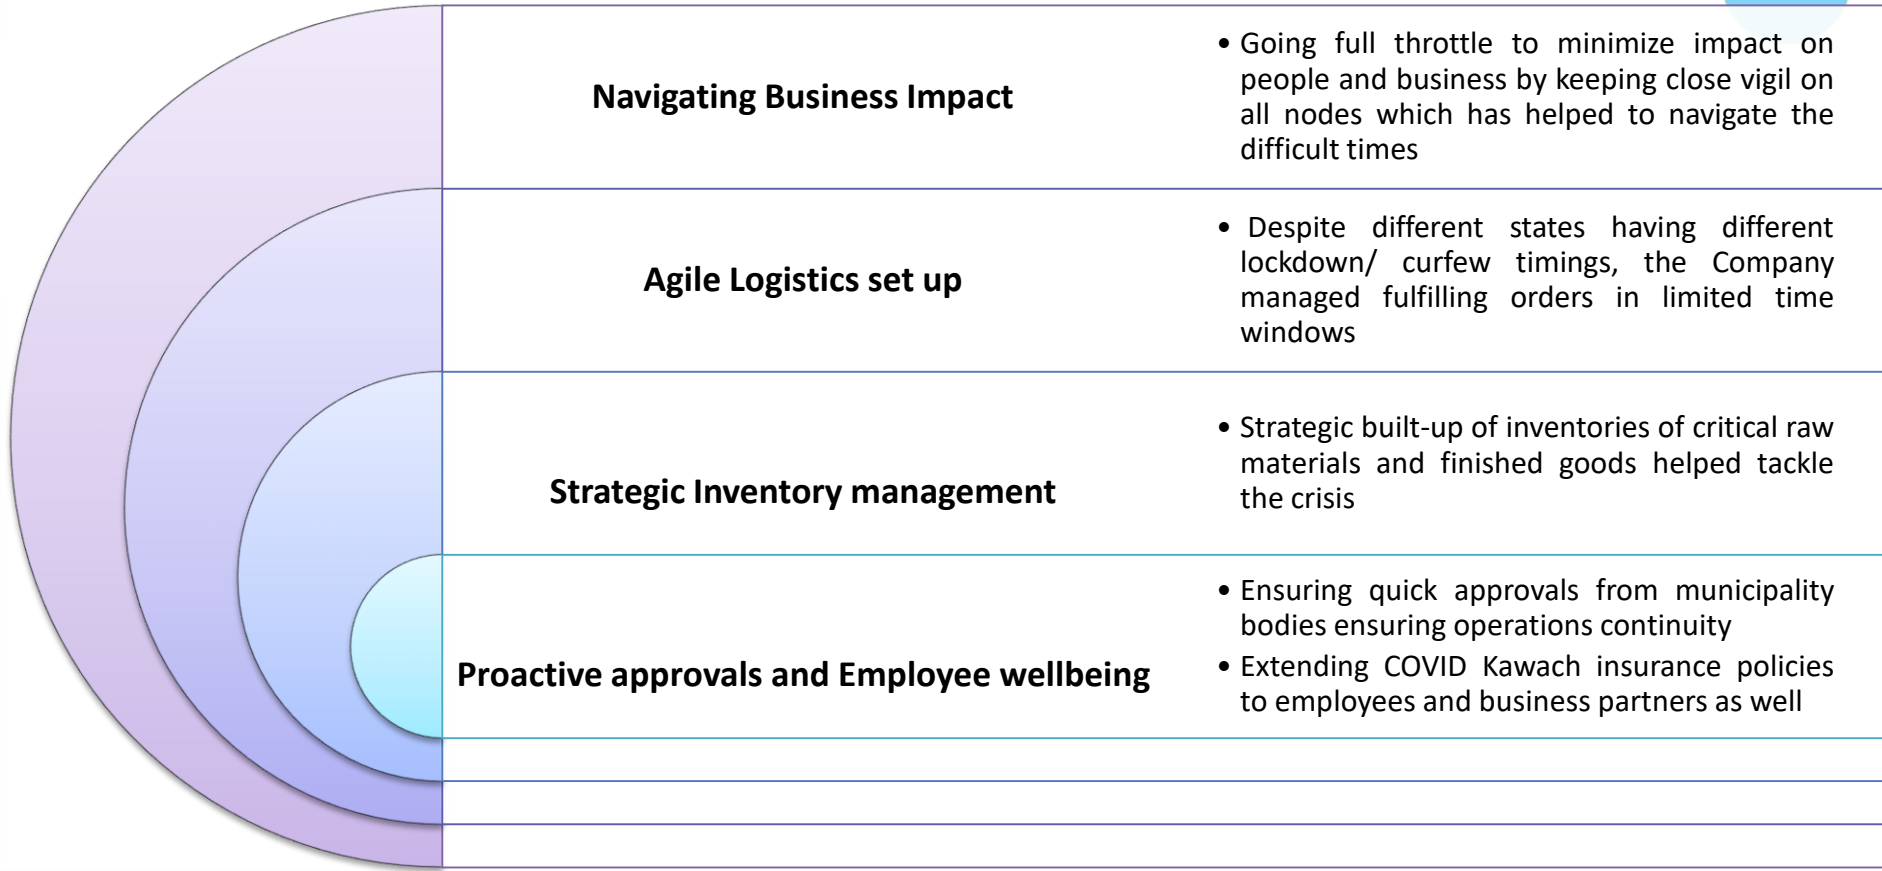 Navigating Business Impact
• Going full throttle to minimize impact on
people and business by keeping close vigil on
all nodes which has helped to navigate the
difficult times
Agile Logistics set up
• Despite different states having different
lockdown/ curfew timings, the Company
managed fulfilling orders in limited time
windows
Strategic Inventory management
• Strategic built-up of inventories of critical raw
materials and finished goods helped tackle
the crisis
Proactive approvals and Employee wellbeing
• Ensuring quick approvals from municipality
bodies ensuring operations continuity
• Extending COVID Kawach insurance policies
to employees and business partners as well